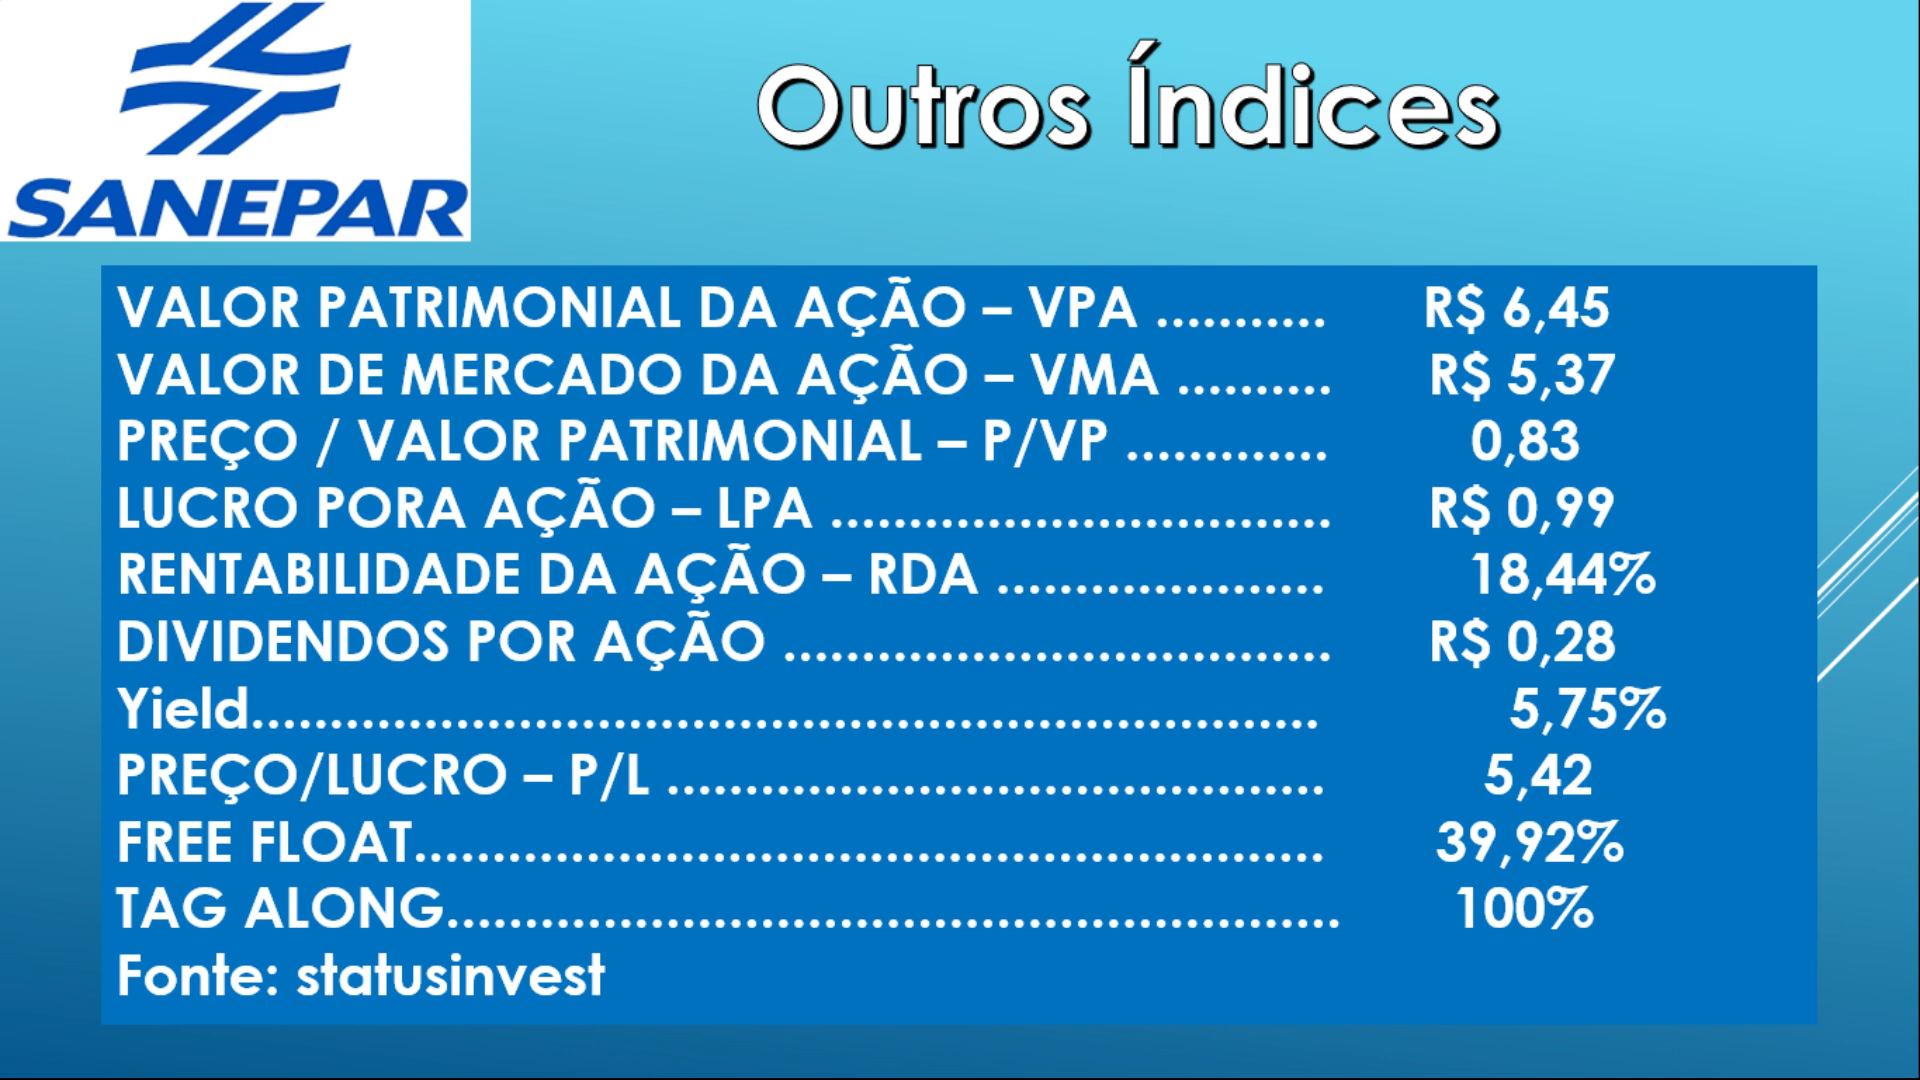 SANEPAR
Outros Índices
VALOR PATRIMONIAL DA AÇÃO – VPA ........... R$ 6,45
VALOR DE MERCADO DA AÇÃO – VMA .......... R$ 5,37
PREÇO / VALOR PATRIMONIAL – P/VP ............. 0,83
LUCRO PORA AÇÃO – LPA ................................ R$ 0,99
RENTABILIDADE DA AÇÃO – RDA ..................... 18,44%
DIVIDENDOS POR AÇÃO ................................... R$ 0,28
Yield.................................................................... 5,75%
PREÇO/LUCRO – P/L .......................................... 5,42
FREE FLOAT.......................................................... 39,92%
TAG ALONG......................................................... 100%
Fonte: statusinvest